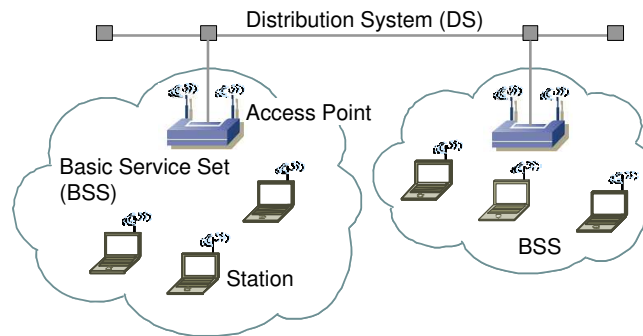 Distribution System (DS)
Access Point
Basic Service Set
(BSS)
Station
BSS